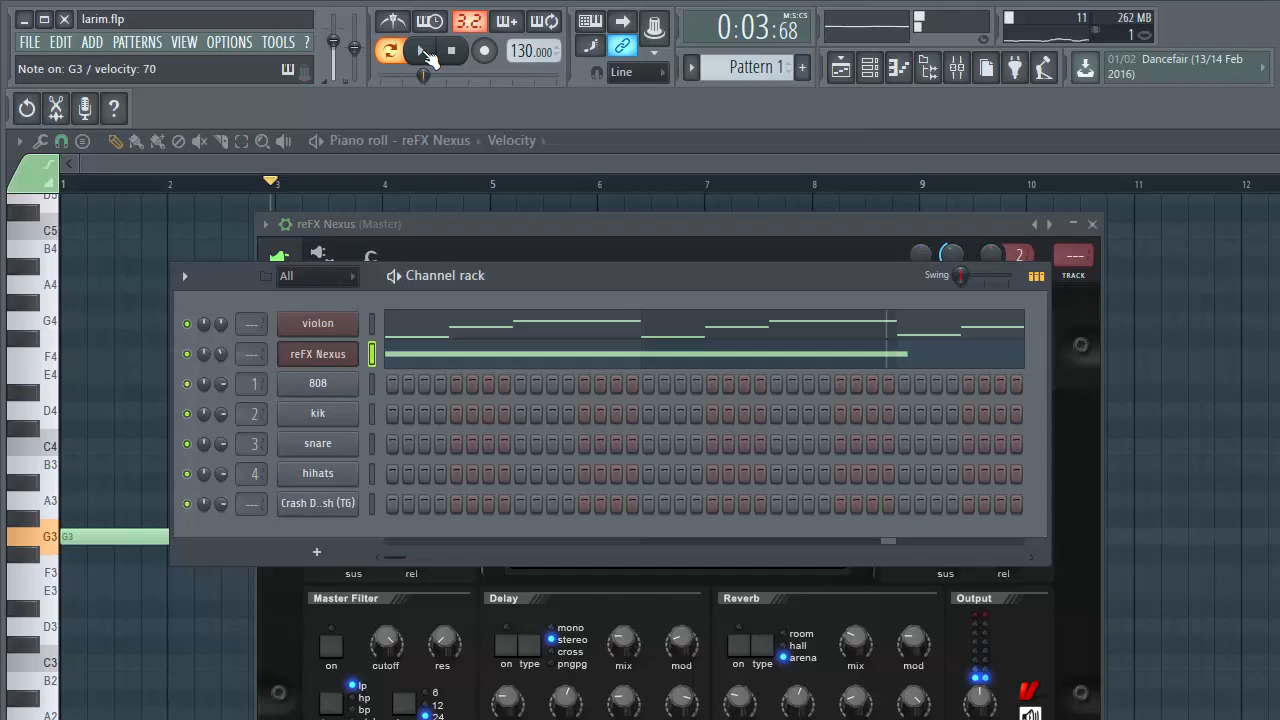 larim.flp
FILE EDIT ADD PATTERNS VIEW OPTIONS TOOLS ?
Note on: G3 / velocity: 70
3.2.
130.000
Line
0:03:68
M:S:CS
Pattern 1
11
262 MB
1
01/02 Dancefair (13/14 Feb
2016)
Piano roll - reFX Nexus
Velocity
1 2 3 4 5 6 7 8 9 10 11 12
D5
C5
B4
A4
G4
F4
E4
D4
C4
B3
A3
G3
G3
F3
E3
D3
C3
B2
A2
reFX Nexus (Master)
2
---
TRACK
All
Channel rack
Swing
--- violon
--- reFX Nexus
1 808
2 kik
3 snare
4 hihats
--- Crash D..sh (TG)
+
sus rel
sus rel
Master Filter
on
cutoff
res
lp
hp
bp
6
12
24
Delay
on type
mono
stereo
cross
pngpg
mix
mod
Reverb
on type
room
hall
arena
mix
mod
Output